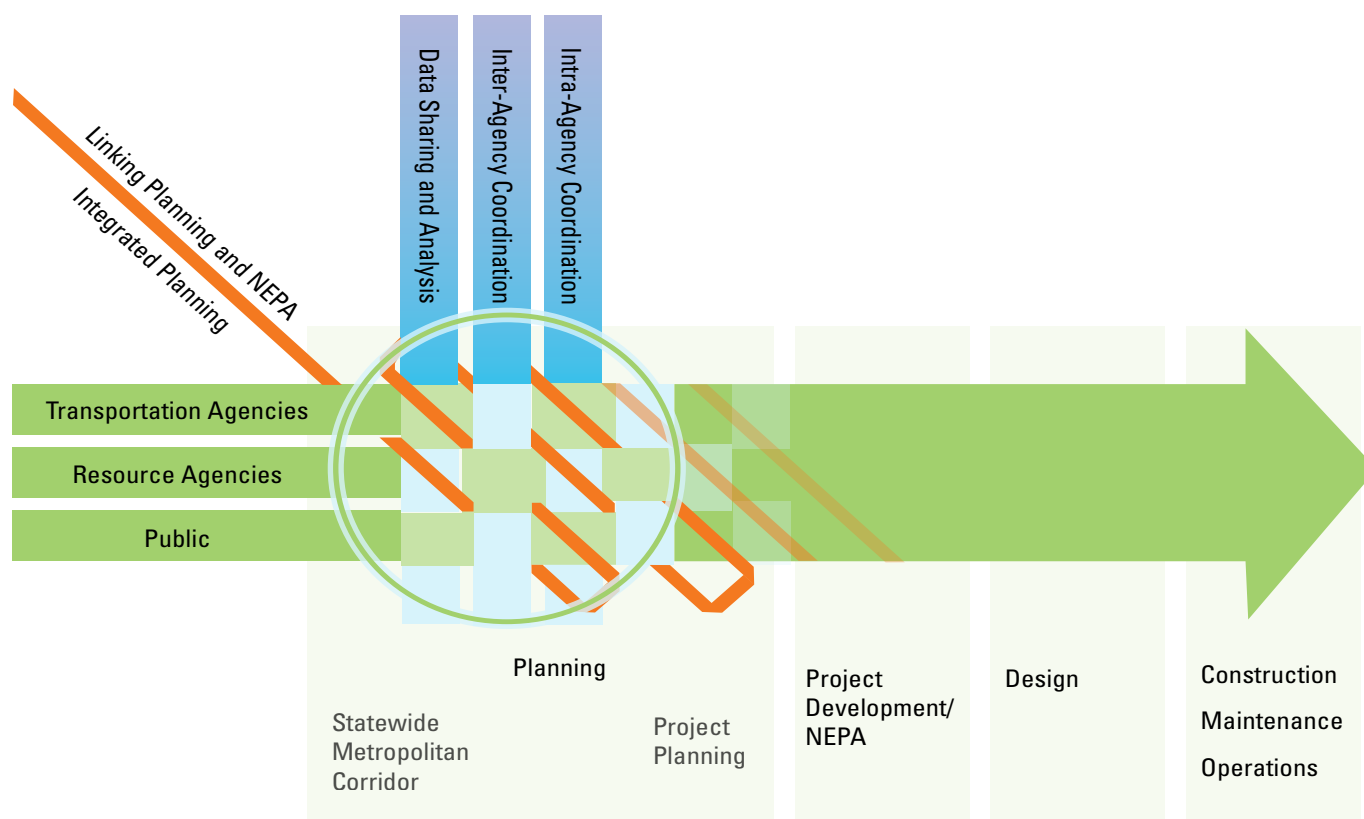 Data Sharing and Analysis
Inter-Agency Coordination
Intra-Agency Coordination
Linking Planning and NEPA
Integrated Planning
Transportation Agencies
Resource Agencies
Public
Planning
Statewide
Metropolitan
Corridor
Project
Planning
Project
Development/
NEPA
Design
Construction
Maintenance
Operations